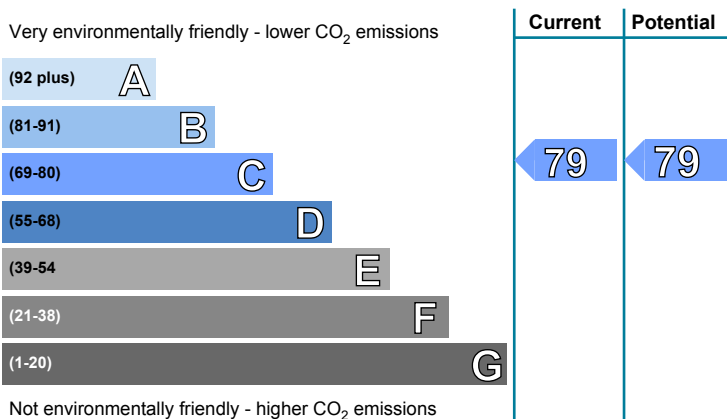 Very environmentally friendly - lower CO₂ emissions
Current
Potential
(92 plus) A
(81-91) B
(69-80) C
79
79
(55-68) D
(39-54 E
(21-38) F
(1-20) G
Not environmentally friendly - higher CO₂ emissions